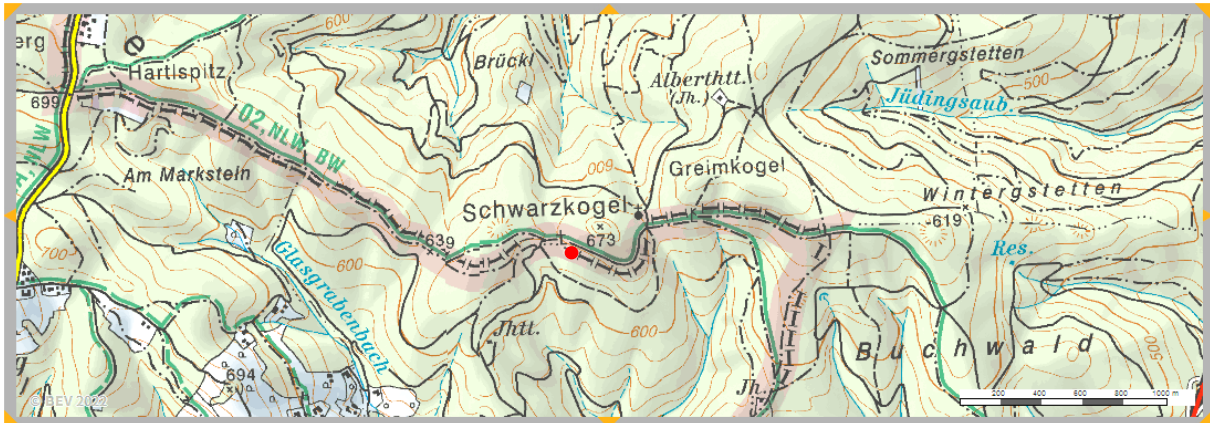 erg
600
Sommergstetten
Brückl
Hartlspitz
Alberthtt.
(Jh.)
500
Jüdingsaub.
699
02, NLW, BW
A, NLW
600
Greimkogel
Am Markstein
Wintergstetten
Schwarzkogel
619
639
673
700
Glasgrabenbach
600
Res.
Jhtt.
600
Buchwald
500
694
Jh.
g
© BEV 2022
200 400 600 800 1000 m